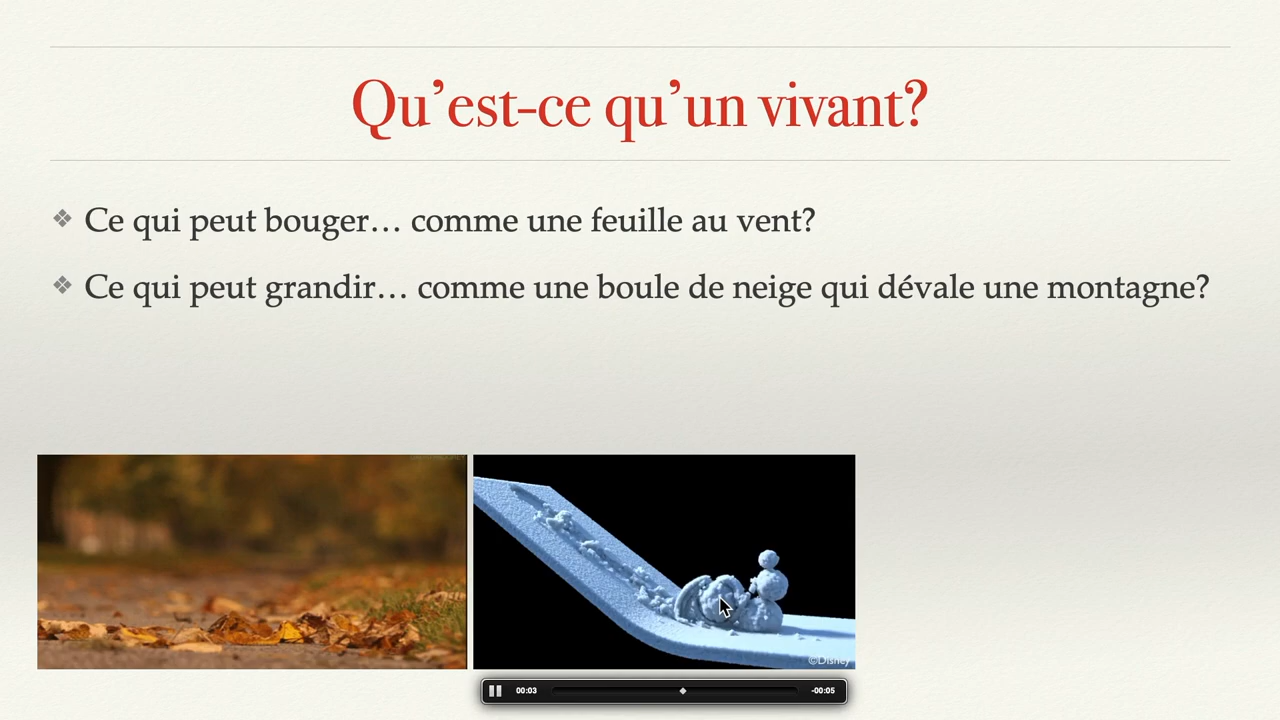 Qu’est-ce qu’un vivant?
❖ Ce qui peut bouger… comme une feuille au vent?
❖ Ce qui peut grandir… comme une boule de neige qui dévale une montagne?
©Disney
00:03 -00:05